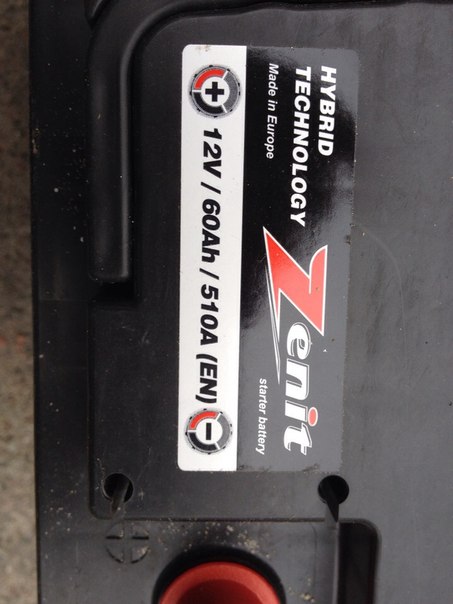 HYBRID
TECHNOLOGY
Made in Europe
Zenit
starter battery
+ 12V / 60Ah / 510A (EN) -
+